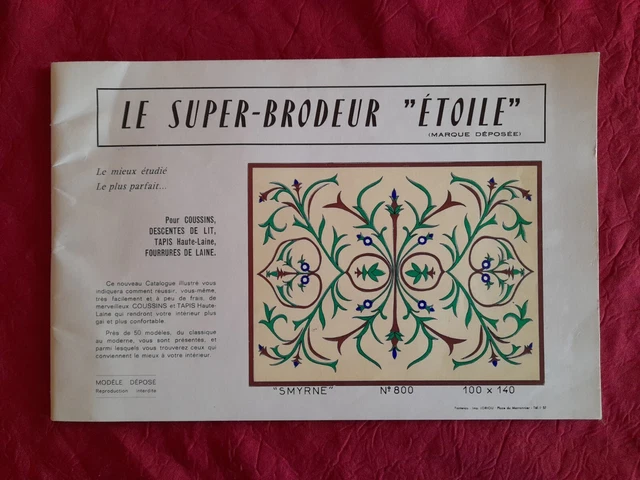 LE SUPER-BRODEUR "ÉTOILE"
(MARQUE DÉPOSÉE)
Le mieux étudié
Le plus parfait...
Pour COUSSINS,
DESCENTES DE LIT,
TAPIS Haute-Laine,
FOURRURES DE LAINE.
Ce nouveau Catalogue illustré vous
indiquera comment réussir, vous-même,
très facilement et à peu de frais, de
merveilleux COUSSINS et TAPIS Haute-
Laine qui rendront votre intérieur plus
gai et plus confortable.
Près de 50 modèles, du classique
au moderne, vous sont présentés, et
parmi lesquels vous trouverez ceux qui
conviennent le mieux à votre intérieur.
MODÈLE DÉPOSÉ
Reproduction interdite
"SMYRNE" N° 800 100 x 140